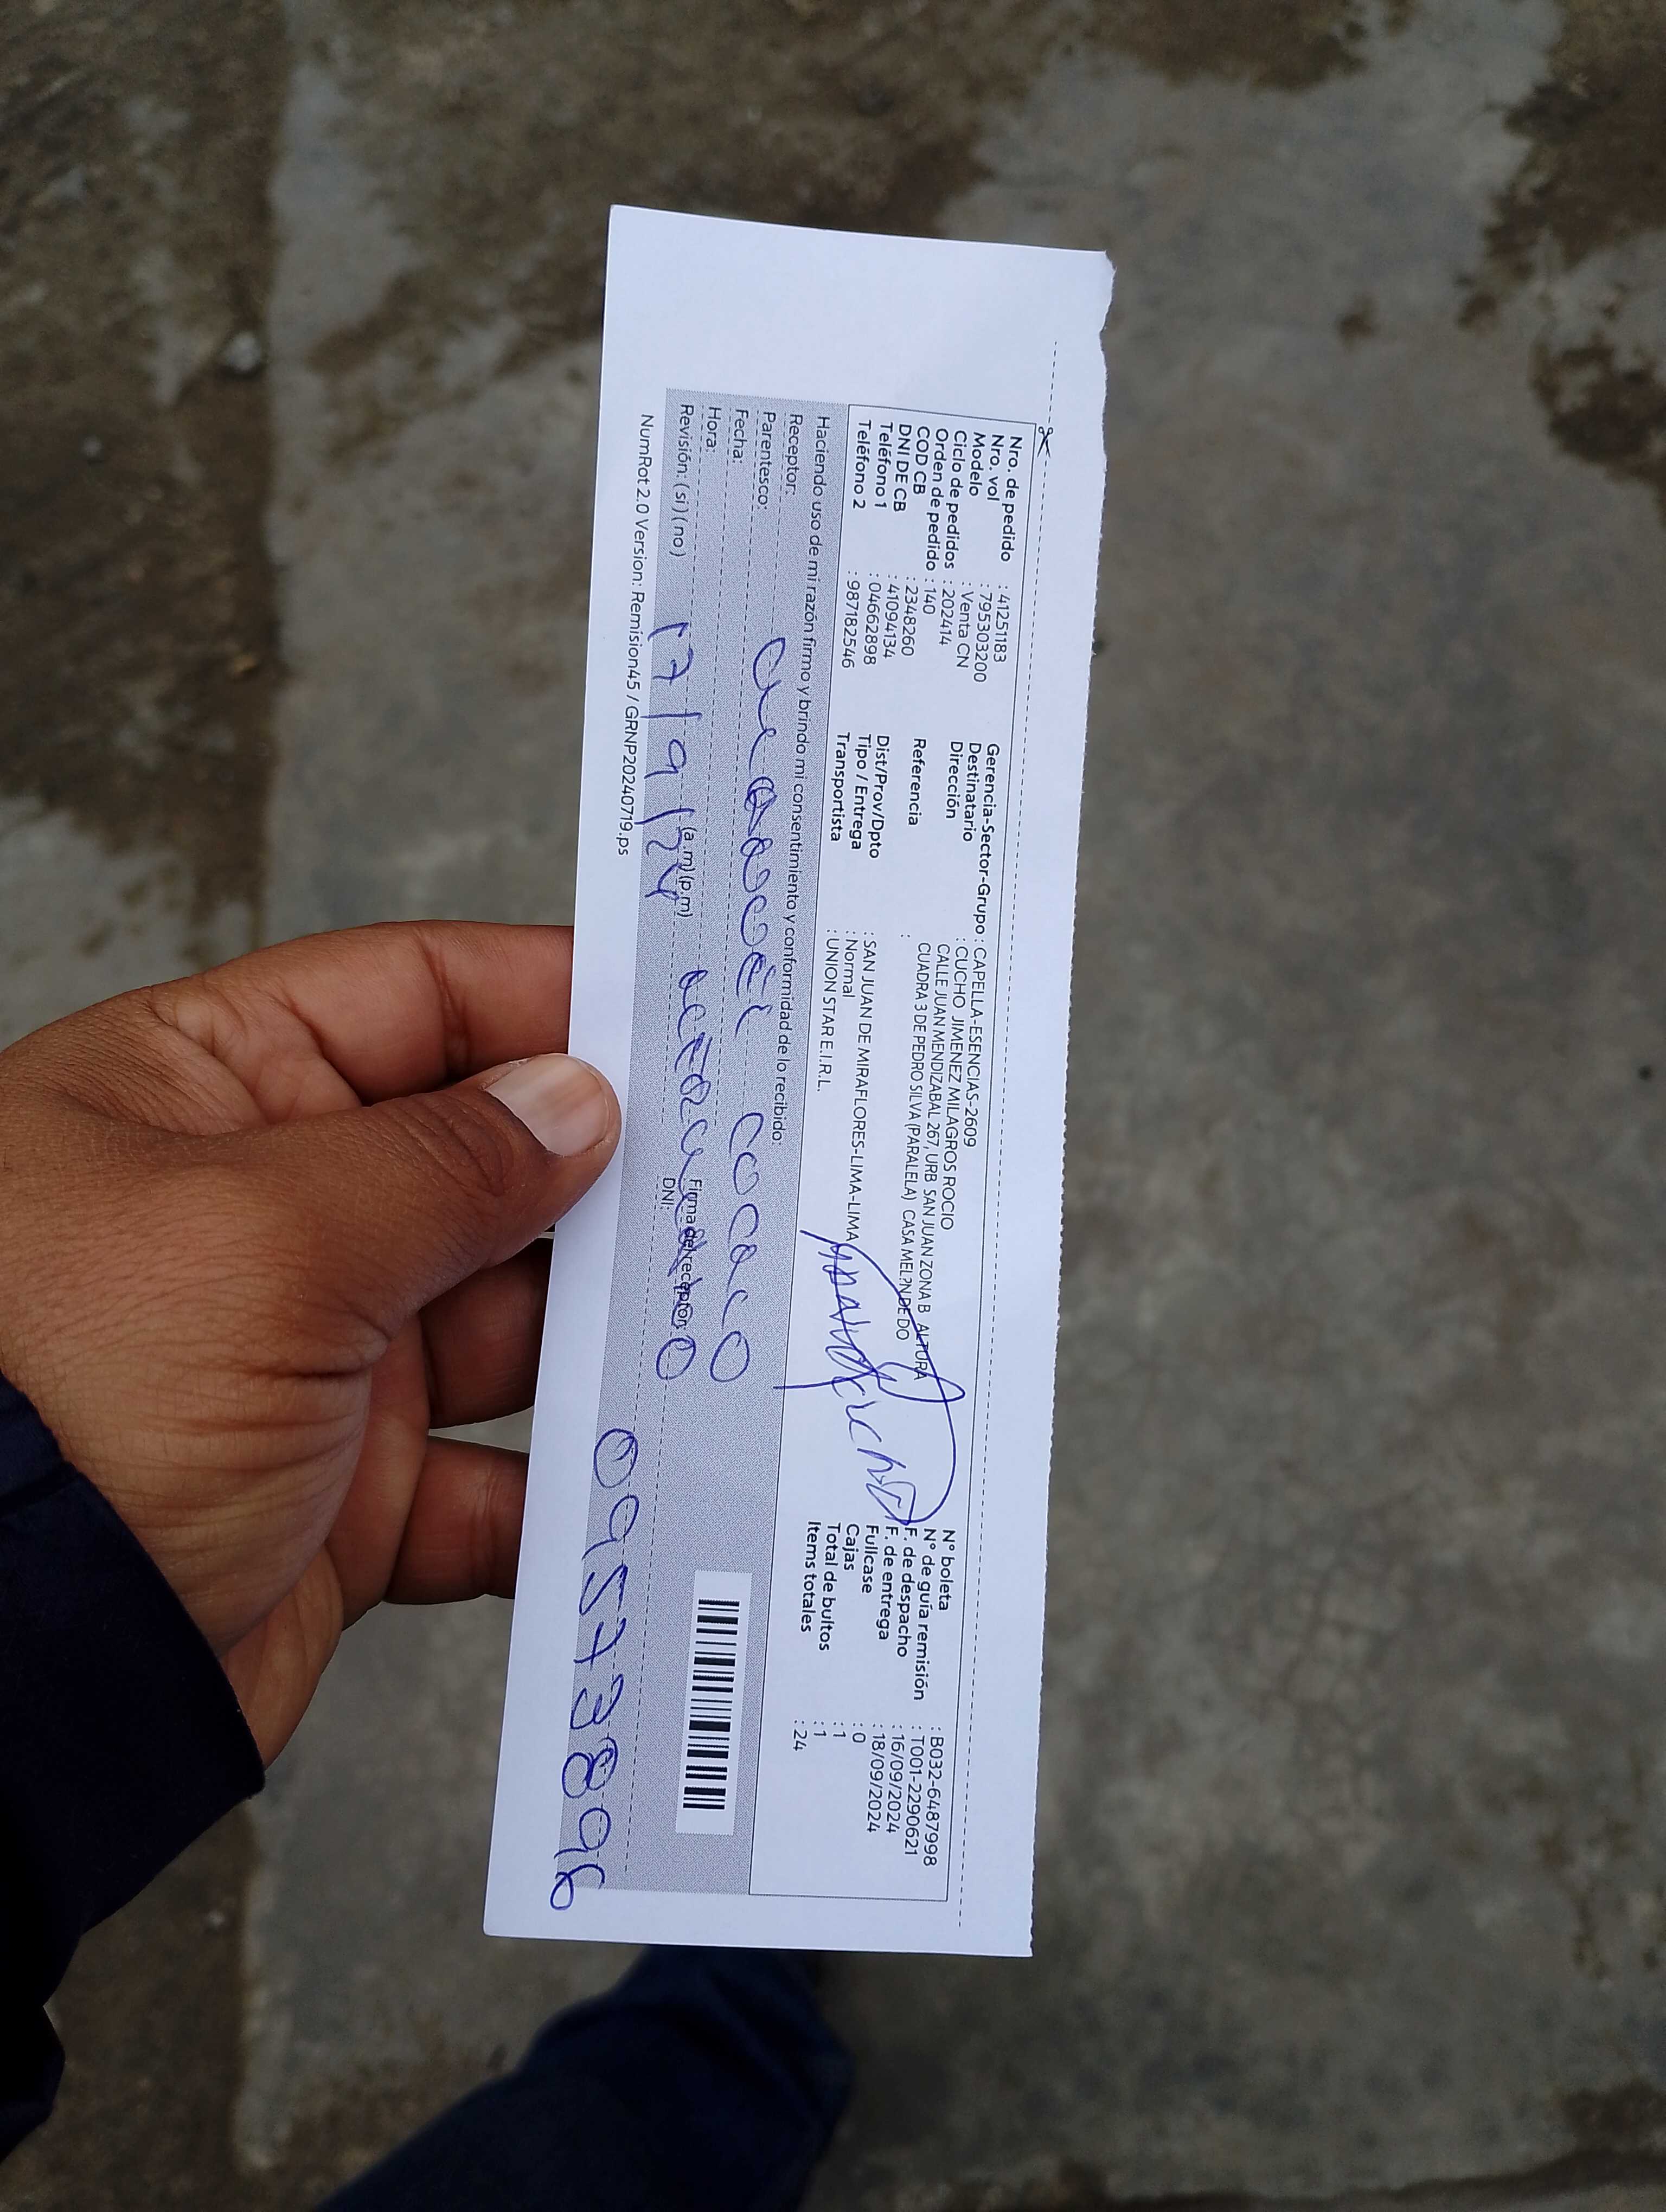 Nro. de pedido : 41251183
Nro. vol : 795303200
Modelo : Venta CN
Ciclo de pedidos : 202414
Orden de pedido : 140
COD CB : 2348260
DNI DE CB : 41094134
Teléfono 1 : 04662898
Teléfono 2 : 987182546
Gerencia-Sector-Grupo : CAPELLA-ESENCIAS-2609
Destinatario : CUCHO JIMENEZ MILAGROS ROCIO
Dirección CALLE JUAN MENDIZABAL 267, URB SAN JUAN ZONA B ALTURA
CUADRA 3 DE PEDRO SILVA (PARALELA) CASA MEL?N DE DO
Referencia :
Dist/Prov/Dpto : SAN JUAN DE MIRAFLORES-LIMA-LIMA
Tipo / Entrega : Normal
Transportista : UNION STAR E.I.R.L.
N° boleta : B032-6487998
N° de guía remisión : T001-2290621
F. de despacho : 16/09/2024
F. de entrega : 18/09/2024
Fullcase : 0
Cajas : 1
Total de bultos : 1
Items totales : 24
Haciendo uso de mi razón firmo y brindo mi consentimiento y conformidad de lo recibido:
Receptor:
Parentesco:
Fecha:
Hora: (a.m) (p.m) Firma del receptor:
Revisión: (si) (no) DNI:
17/9/24
095738896
NumRot 2.0 Version: Remision45 / GRNP20240719.ps